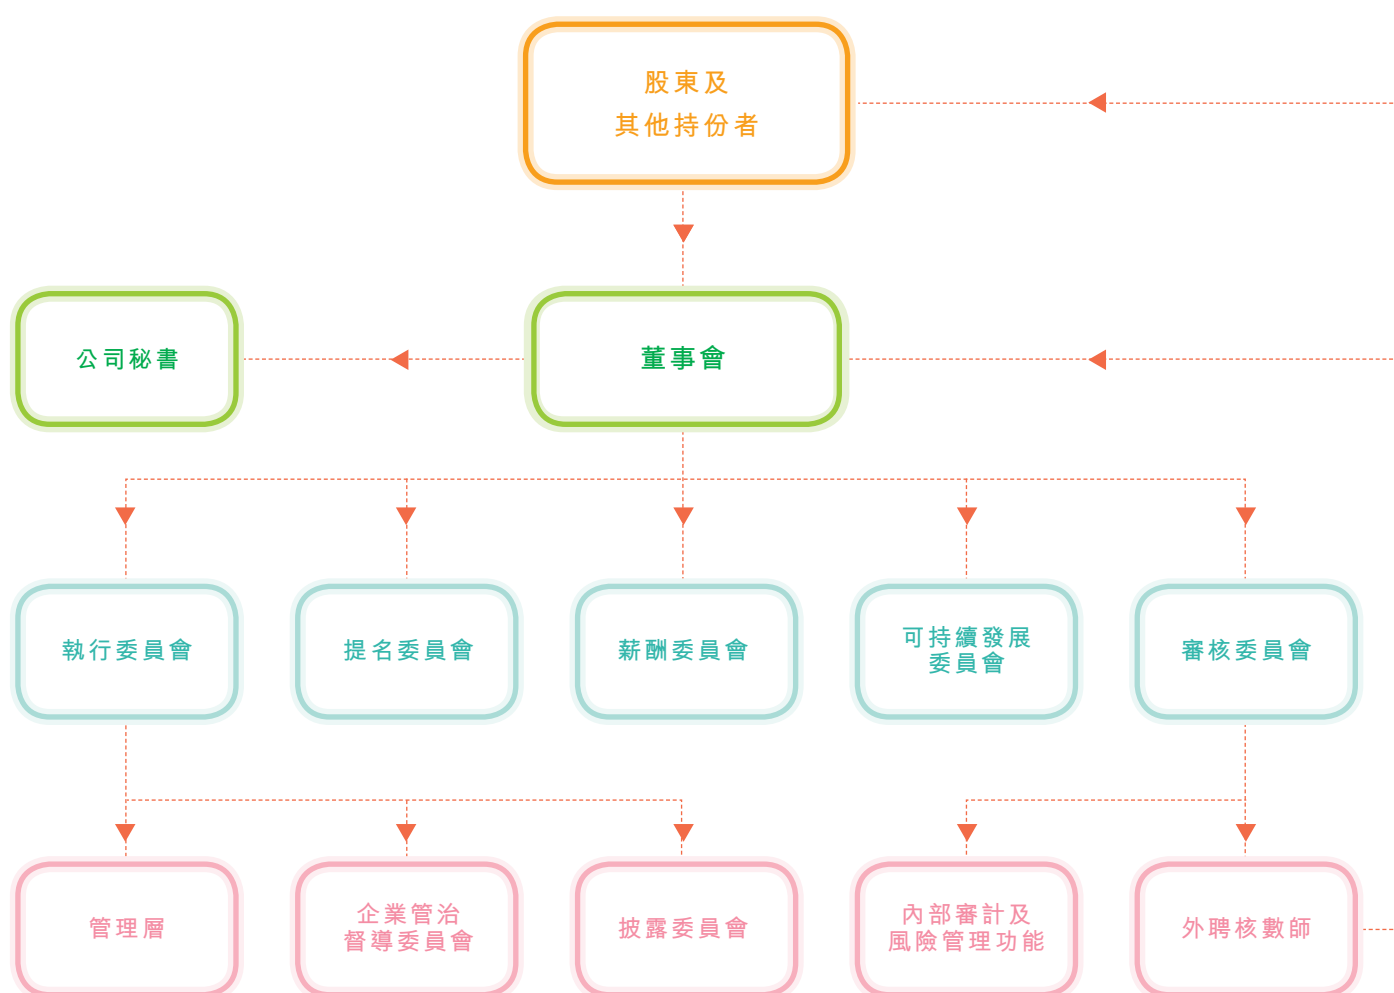 股東及
其他持份者
公司秘書
董事會
執行委員會
提名委員會
薪酬委員會
可持續發展
委員會
審核委員會
管理層
企業管治
督導委員會
披露委員會
內部審計及
風險管理功能
外聘核數師